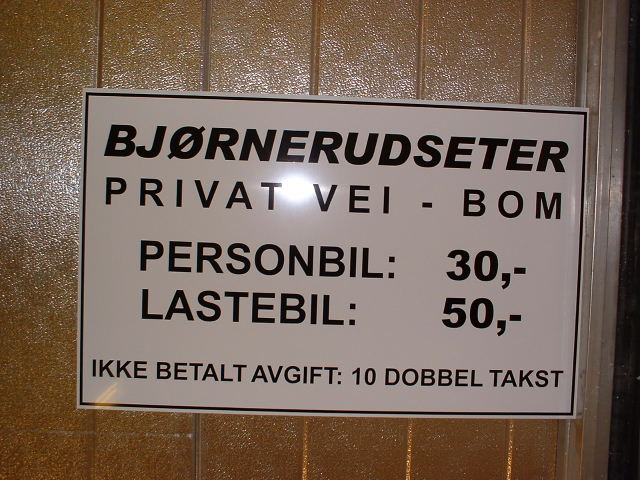 BJØRNERUDSETER
PRIVAT VEI - BOM
PERSONBIL: 30,-
LASTEBIL: 50,-
IKKE BETALT AVGIFT: 10 DOBBEL TAKST